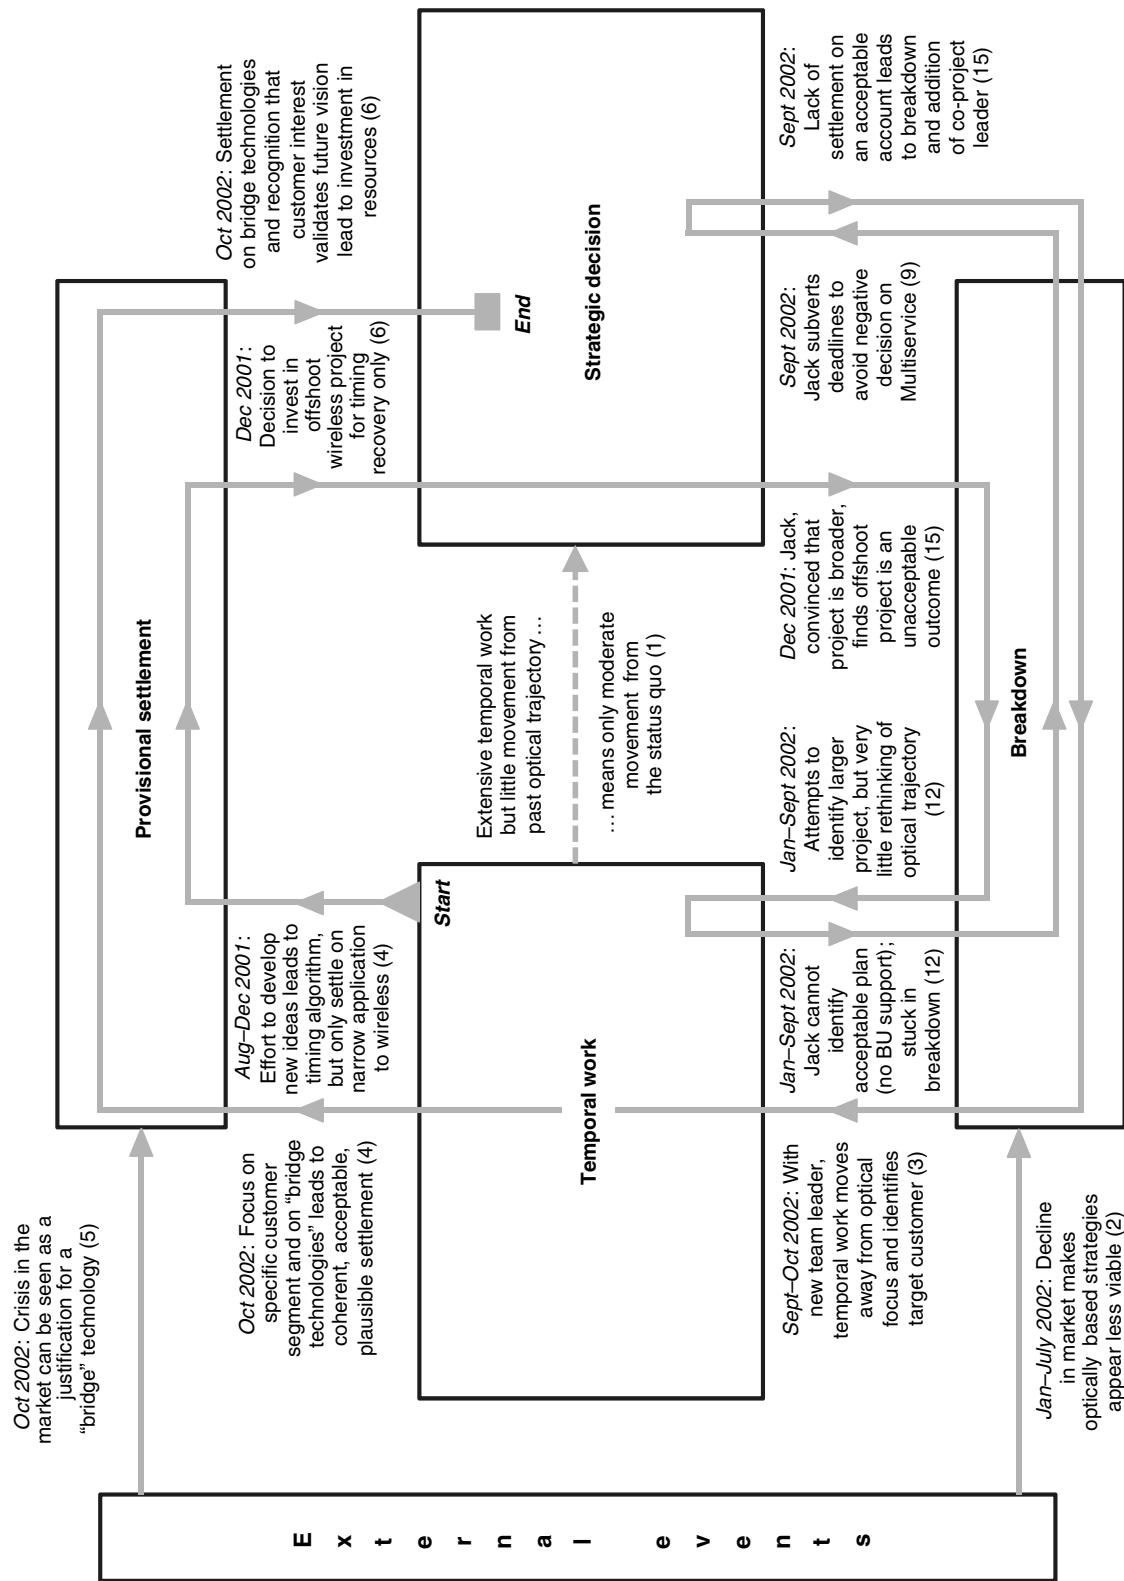 Oct 2002: Crisis in the
market can be seen as a
justification for a
“bridge” technology (5)
Provisional settlement
Oct 2002: Focus on
specific customer
segment and on “bridge
technologies” leads to
coherent, acceptable,
plausible settlement (4)
Aug–Dec 2001:
Effort to develop
new ideas leads to
timing algorithm,
but only settle on
narrow application
to wireless (4)
Dec 2001:
Decision to
invest in
offshoot
wireless project
for timing
recovery only (6)
Oct 2002: Settlement
on bridge technologies
and recognition that
customer interest
validates future vision
lead to investment in
resources (6)
External events
Start
Temporal work
Extensive temporal work
but little movement from
past optical trajectory…
…means only moderate
movement from
the status quo (1)
End
Strategic decision
Sept–Oct 2002: With
new team leader,
temporal work moves
away from optical
focus and identifies
target customer (3)
Jan–Sept 2002:
Jack cannot
identify
acceptable plan
(no BU support);
stuck in
breakdown (12)
Jan–Sept 2002:
Attempts to
identify larger
project, but very
little rethinking of
optical trajectory
(12)
Dec 2001: Jack,
convinced that
project is broader,
finds offshoot
project is an
unacceptable
outcome (15)
Sept 2002:
Jack subverts
deadlines to
avoid negative
decision on
Multiservice (9)
Sept 2002:
Lack of
settlement on
an acceptable
account leads
to breakdown
and addition
of co-project
leader (15)
Jan–July 2002: Decline
in market makes
optically based strategies
appear less viable (2)
Breakdown